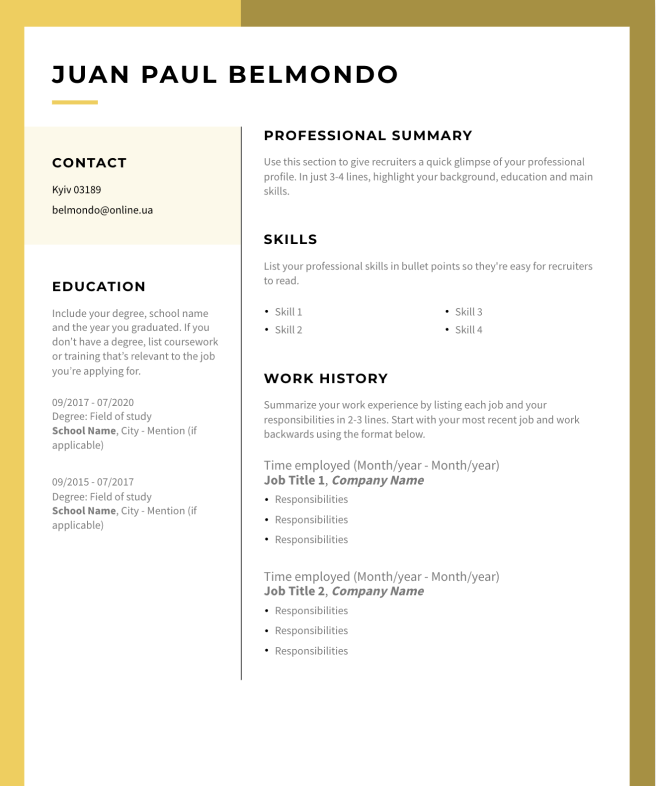 JUAN PAUL BELMONDO
CONTACT
Kyiv 03189
belmondo@online.ua
EDUCATION
Include your degree, school name
and the year you graduated. If you
don't have a degree, list coursework
or training that's relevant to the job
you're applying for.
09/2017 - 07/2020
Degree: Field of study
School Name, City - Mention (if
applicable)
09/2015 - 07/2017
Degree: Field of study
School Name, City - Mention (if
applicable)
PROFESSIONAL SUMMARY
Use this section to give recruiters a quick glimpse of your professional
profile. In just 3-4 lines, highlight your background, education and main
skills.
SKILLS
List your professional skills in bullet points so they're easy for recruiters
to read.
• Skill 1
• Skill 2
• Skill 3
• Skill 4
WORK HISTORY
Summarize your work experience by listing each job and your
responsibilities in 2-3 lines. Start with your most recent job and work
backwards using the format below.
Time employed (Month/year - Month/year)
Job Title 1, Company Name
• Responsibilities
• Responsibilities
• Responsibilities
Time employed (Month/year - Month/year)
Job Title 2, Company Name
• Responsibilities
• Responsibilities
• Responsibilities